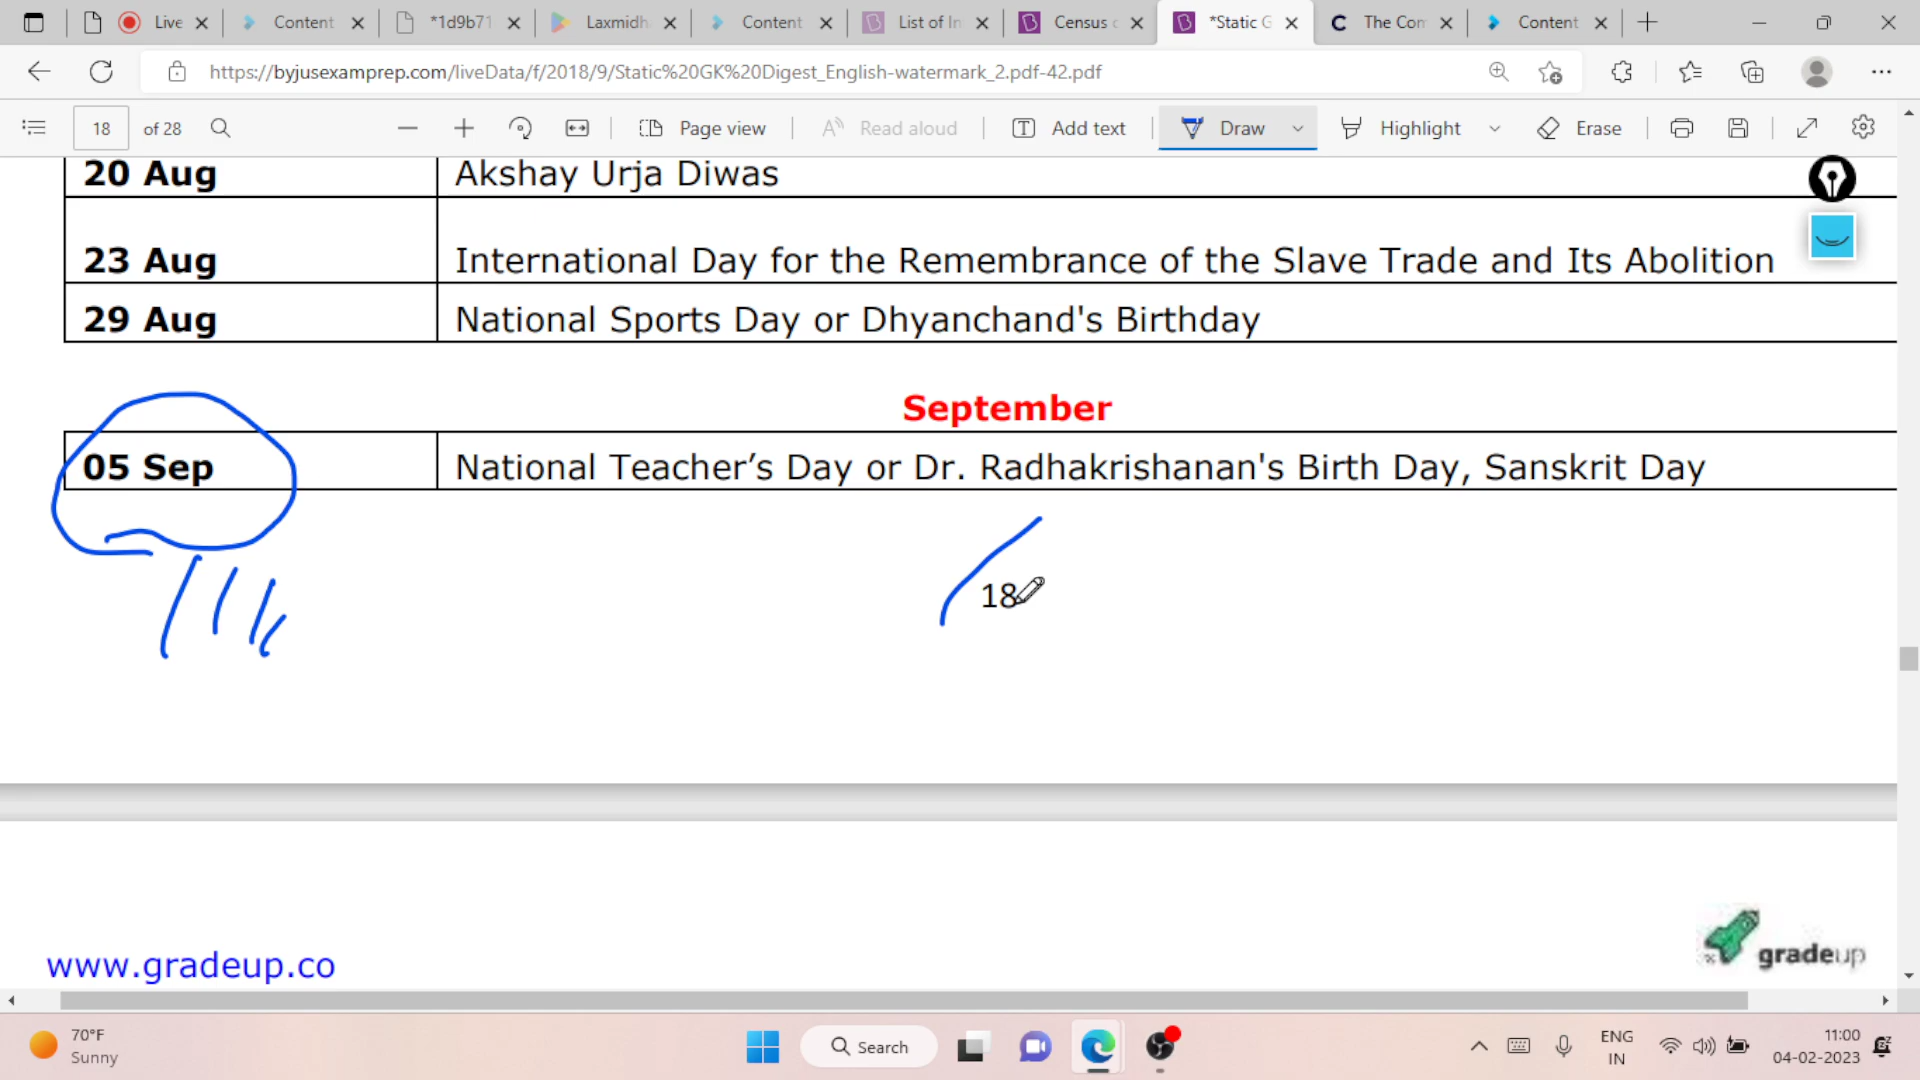 Live
Content
*1d9b71
Laxmidh
Content
List of In
Census c
*Static G
The Com
Content
https://byjusexamprep.com/liveData/f/2018/9/Static%20GK%20Digest_English-watermark_2.pdf-42.pdf
18 of 28
Page view
Read aloud
Add text
Draw
Highlight
Erase
20 Aug Akshay Urja Diwas
23 Aug International Day for the Remembrance of the Slave Trade and Its Abolition
29 Aug National Sports Day or Dhyanchand's Birthday
September
05 Sep National Teacher’s Day or Dr. Radhakrishanan's Birth Day, Sanskrit Day
18
www.gradeup.co
gradeup
70°F
Sunny
Search
ENG
IN
11:00
04-02-2023